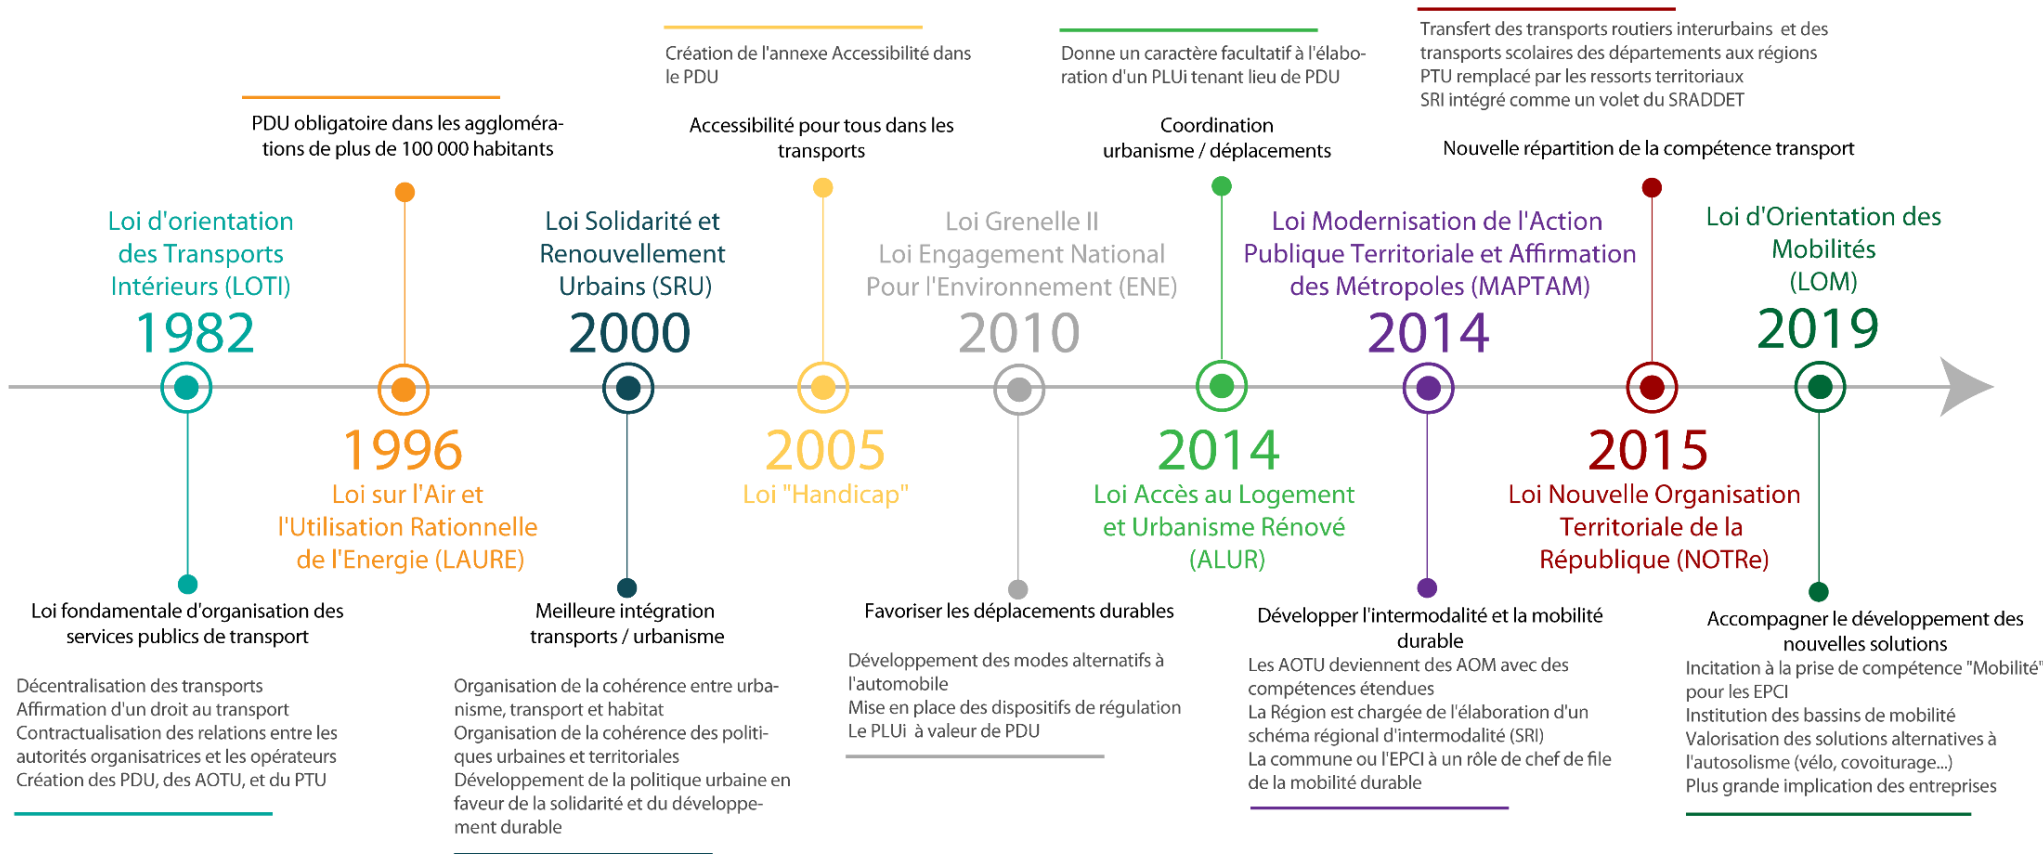 Loi d'orientation
des Transports
Intérieurs (LOTI)
1982
Loi fondamentale d'organisation des
services publics de transport
Décentralisation des transports
Affirmation d'un droit au transport
Contractualisation des relations entre les
autorités organisatrices et les opérateurs
Création des PDU, des AOTU, et du PTU
PDU obligatoire dans les aggloméra-
tions de plus de 100 000 habitants
1996
Loi sur l'Air et
l'Utilisation Rationnelle
de l'Energie (LAURE)
Loi Solidarité et
Renouvellement
Urbains (SRU)
2000
Meilleure intégration
transports / urbanisme
Organisation de la cohérence entre urba-
nisme, transport et habitat
Organisation de la cohérence des politi-
ques urbaines et territoriales
Développement de la politique urbaine en
faveur de la solidarité et du développe-
ment durable
Création de l'annexe Accessibilité dans
le PDU
Accessibilité pour tous dans les
transports
2005
Loi "Handicap"
Loi Grenelle II
Loi Engagement National
Pour l'Environnement (ENE)
2010
Favoriser les déplacements durables
Développement des modes alternatifs à
l'automobile
Mise en place des dispositifs de régulation
Le PLUi à valeur de PDU
Donne un caractère facultatif à l'élabo-
ration d'un PLUi tenant lieu de PDU
Coordination
urbanisme / déplacements
2014
Loi Accès au Logement
et Urbanisme Rénové
(ALUR)
Loi Modernisation de l'Action
Publique Territoriale et Affirmation
des Métropoles (MAPTAM)
2014
Développer l'intermodalité et la mobilité
durable
Les AOTU deviennent des AOM avec des
compétences étendues
La Région est chargée de l'élaboration d'un
schéma régional d'intermodalité (SRI)
La commune ou l'EPCI à un rôle de chef de file
de la mobilité durable
Transfert des transports routiers interurbains et des
transports scolaires des départements aux régions
PTU remplacé par les ressorts territoriaux
SRI intégré comme un volet du SRADDET
Nouvelle répartition de la compétence transport
2015
Loi Nouvelle Organisation
Territoriale de la
République (NOTRe)
Loi d'Orientation des
Mobilités
(LOM)
2019
Accompagner le développement des
nouvelles solutions
Incitation à la prise de compétence "Mobilité"
pour les EPCI
Institution des bassins de mobilité
Valorisation des solutions alternatives à
l'autosolisme (vélo, covoiturage...)
Plus grande implication des entreprises